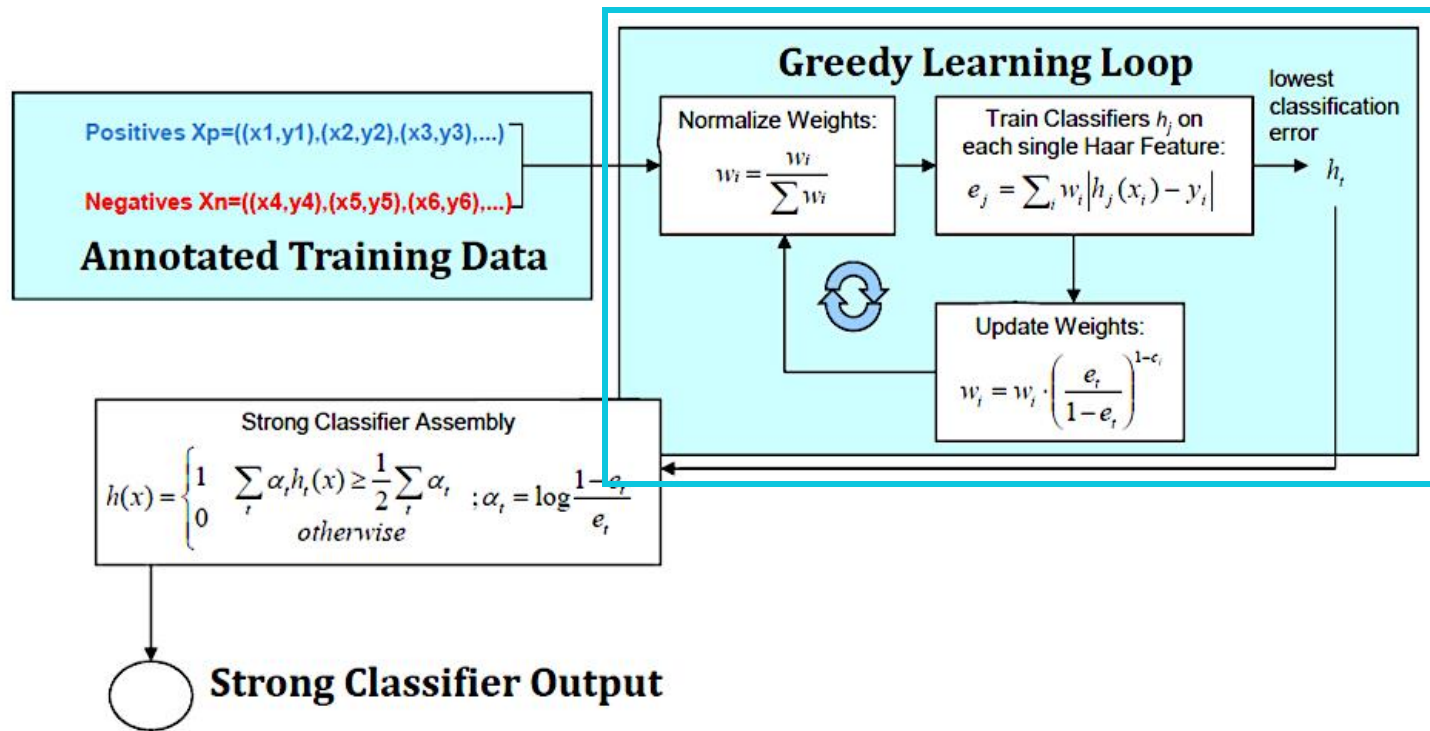 Greedy Learning Loop
Positives Xp=((x1,y1),(x2,y2),(x3,y3),...)
Negatives Xn=((x4,y4),(x5,y5),(x6,y6),...)
Annotated Training Data
Normalize Weights:
wi = wi / ∑ wi
Train Classifiers h_j on
each single Haar Feature:
e_j = ∑_i w_i |h_j(x_i) − y_i|
lowest
classification
error
h_t
Update Weights:
w_i = w_i · (e_t / (1 − e_t))^(1−e_i)
Strong Classifier Assembly
h(x) = { 1 ∑_t α_t h_t(x) ≥ 1/2 ∑_t α_t ; α_t = log (1 − e_t) / e_t
0 otherwise
Strong Classifier Output